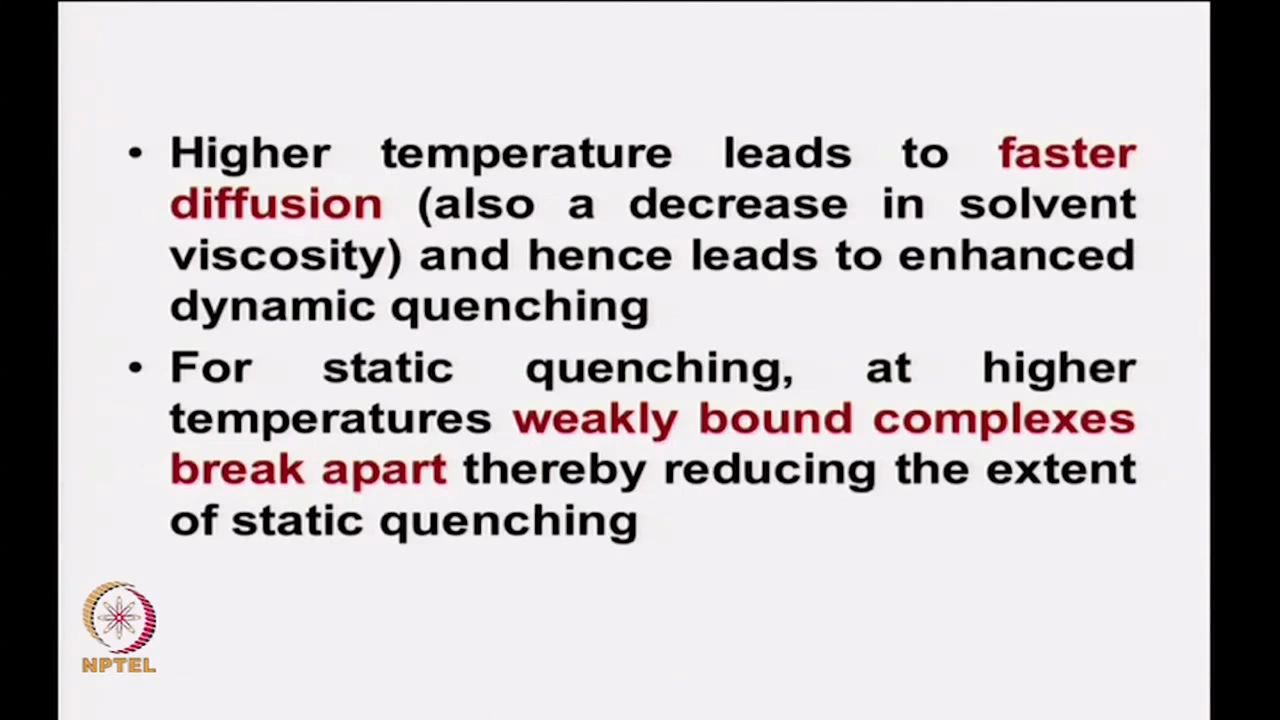 • Higher temperature leads to faster
diffusion (also a decrease in solvent
viscosity) and hence leads to enhanced
dynamic quenching
• For static quenching, at higher
temperatures weakly bound complexes
break apart thereby reducing the extent
of static quenching
NPTEL